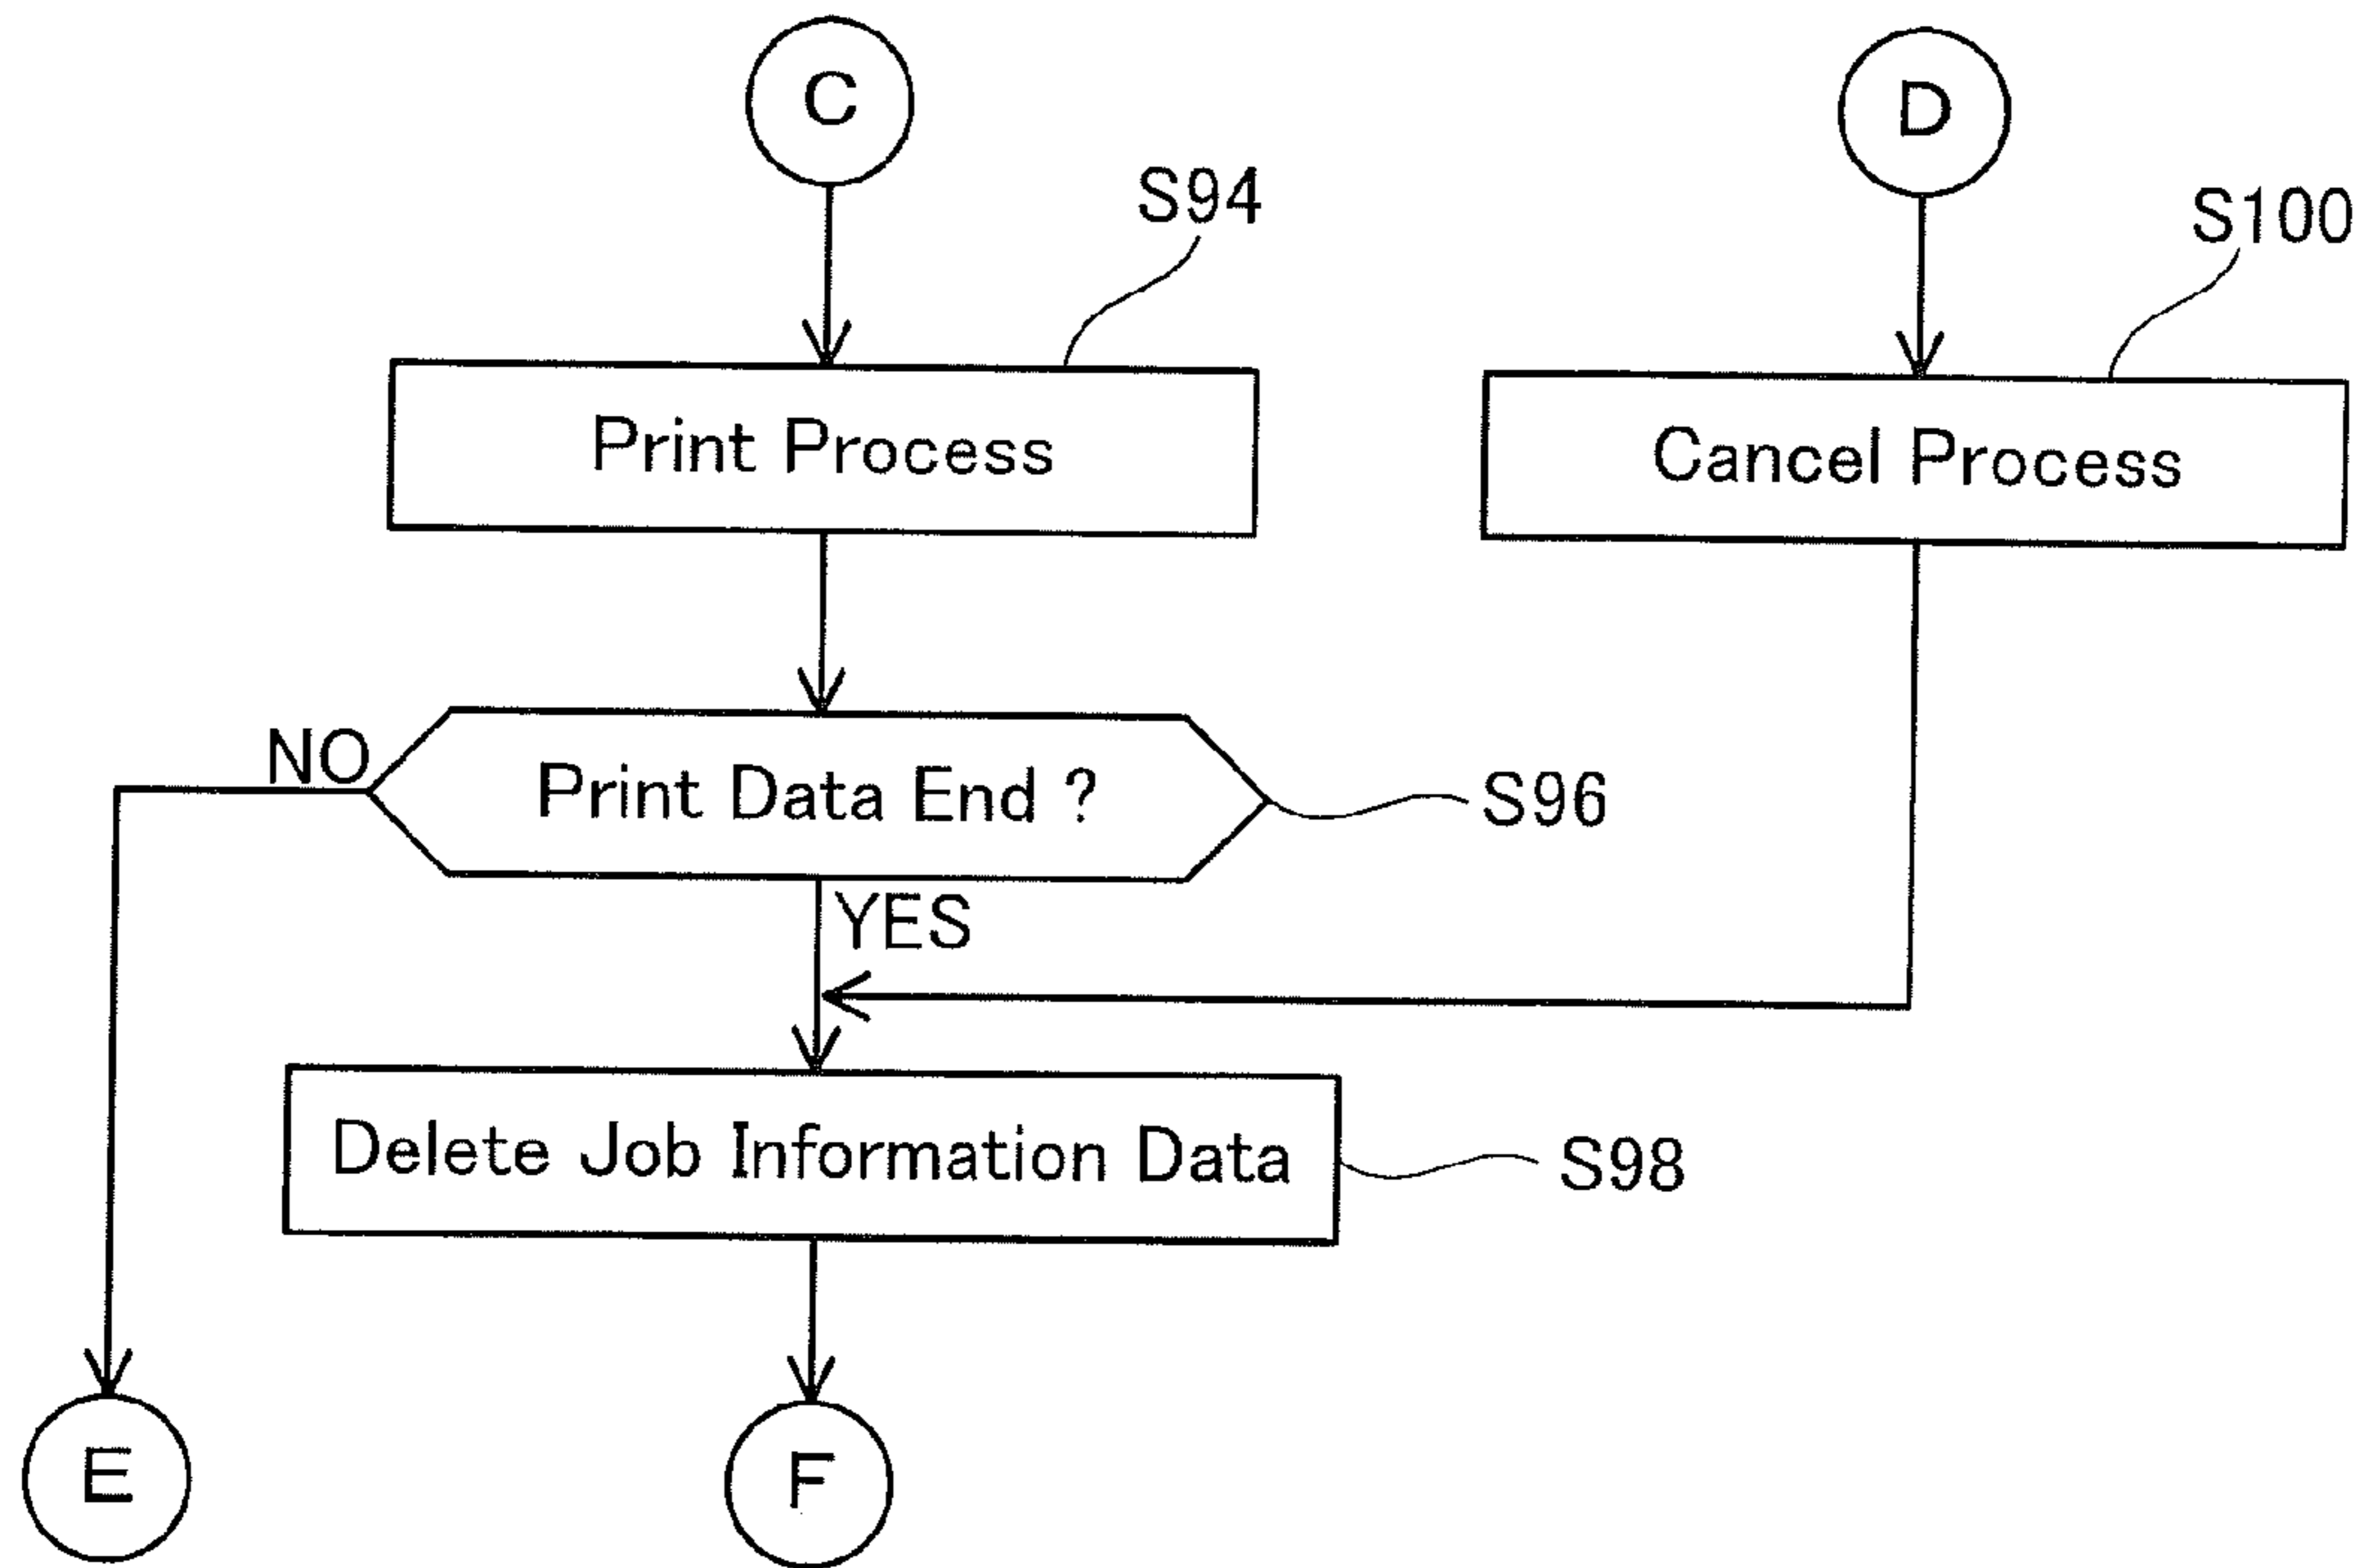 C
D
S94
S100
Print Process
Cancel Process
NO
Print Data End ?
S96
YES
Delete Job Information Data
S98
E
F